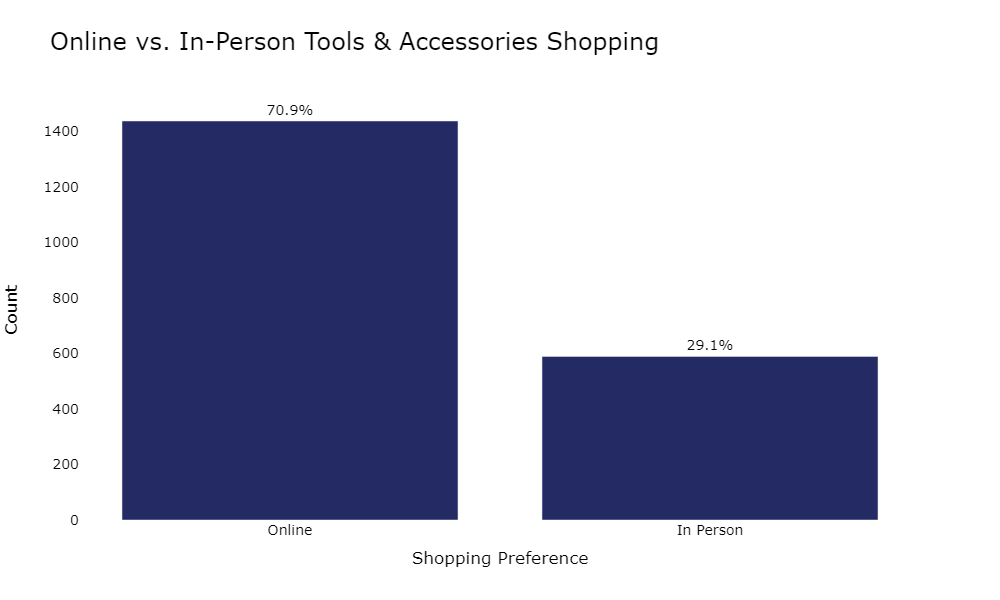 Online vs. In-Person Tools & Accessories Shopping
70.9%
29.1%
1400
1200
1000
800
600
400
200
0
Count
Online
In Person
Shopping Preference